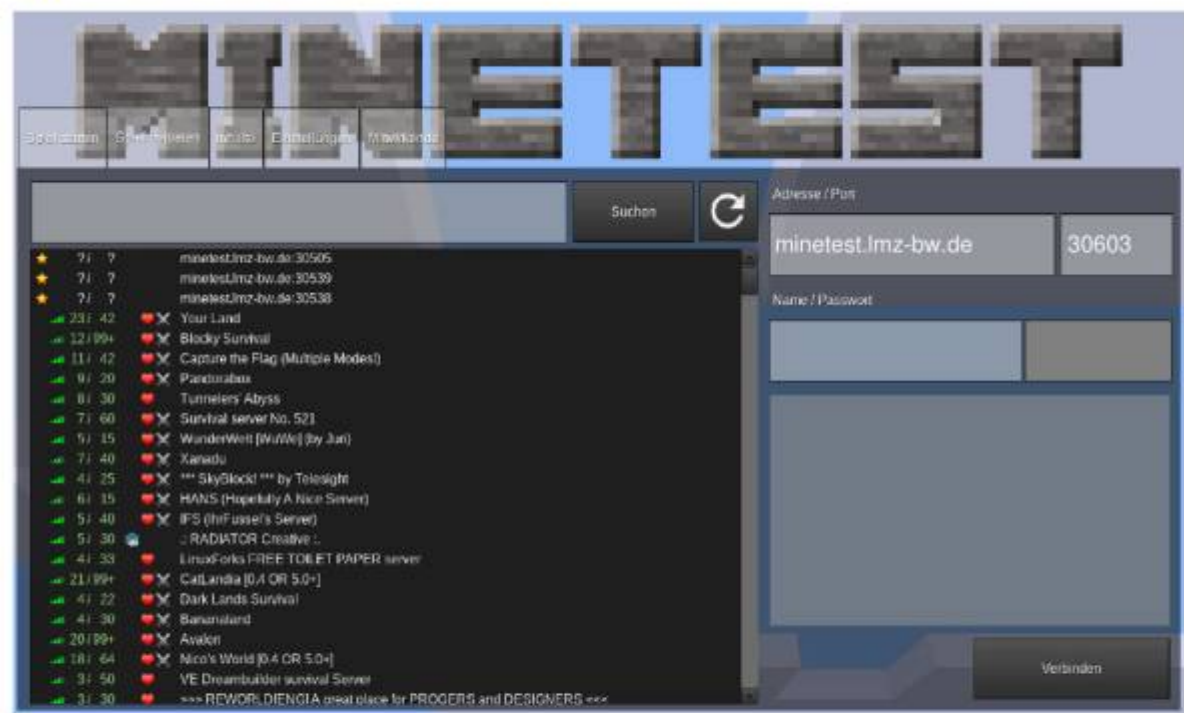 MINETEST
Einstellungen
Suchen
Adresse / Port
minetest.lmz-bw.de 30603
Name / Passwort
?/ ? minetest.lmz-bw.de:30505
?/ ? minetest.lmz-bw.de:30539
?/ ? minetest.lmz-bw.de:30538
23/ 42 Your Land
12/99+ Blocky Survival
11/ 42 Capture the Flag (Multiple Modes!)
9/ 20 Pandorabox
8/ 30 Tunnelers' Abyss
7/ 60 Survival server No. 521
5/ 15 WunderWelt [WuWe] (by Juri)
7/ 40 Xanadu
4/ 25 *** SkyBlock! *** by Telesight
6/ 15 HANS (Hopefully A Nice Server)
5/ 40 IFS (IhrFussel's Server)
5/ 30 .: RADIATOR Creative :.
4/ 33 LinuxForks FREE TOILET PAPER server
21/99+ CatLandia [0.4 OR 5.0+]
4/ 22 Dark Lands Survival
4/ 30 Bananaland
20/99+ Avalon
18/ 64 Nico's World [0.4 OR 5.0+]
3/ 50 VE Dreambuilder survival Server
3/ 30 >>> REWORLDIENGIA great place for PROGERS and DESIGNERS <<<
Verbinden